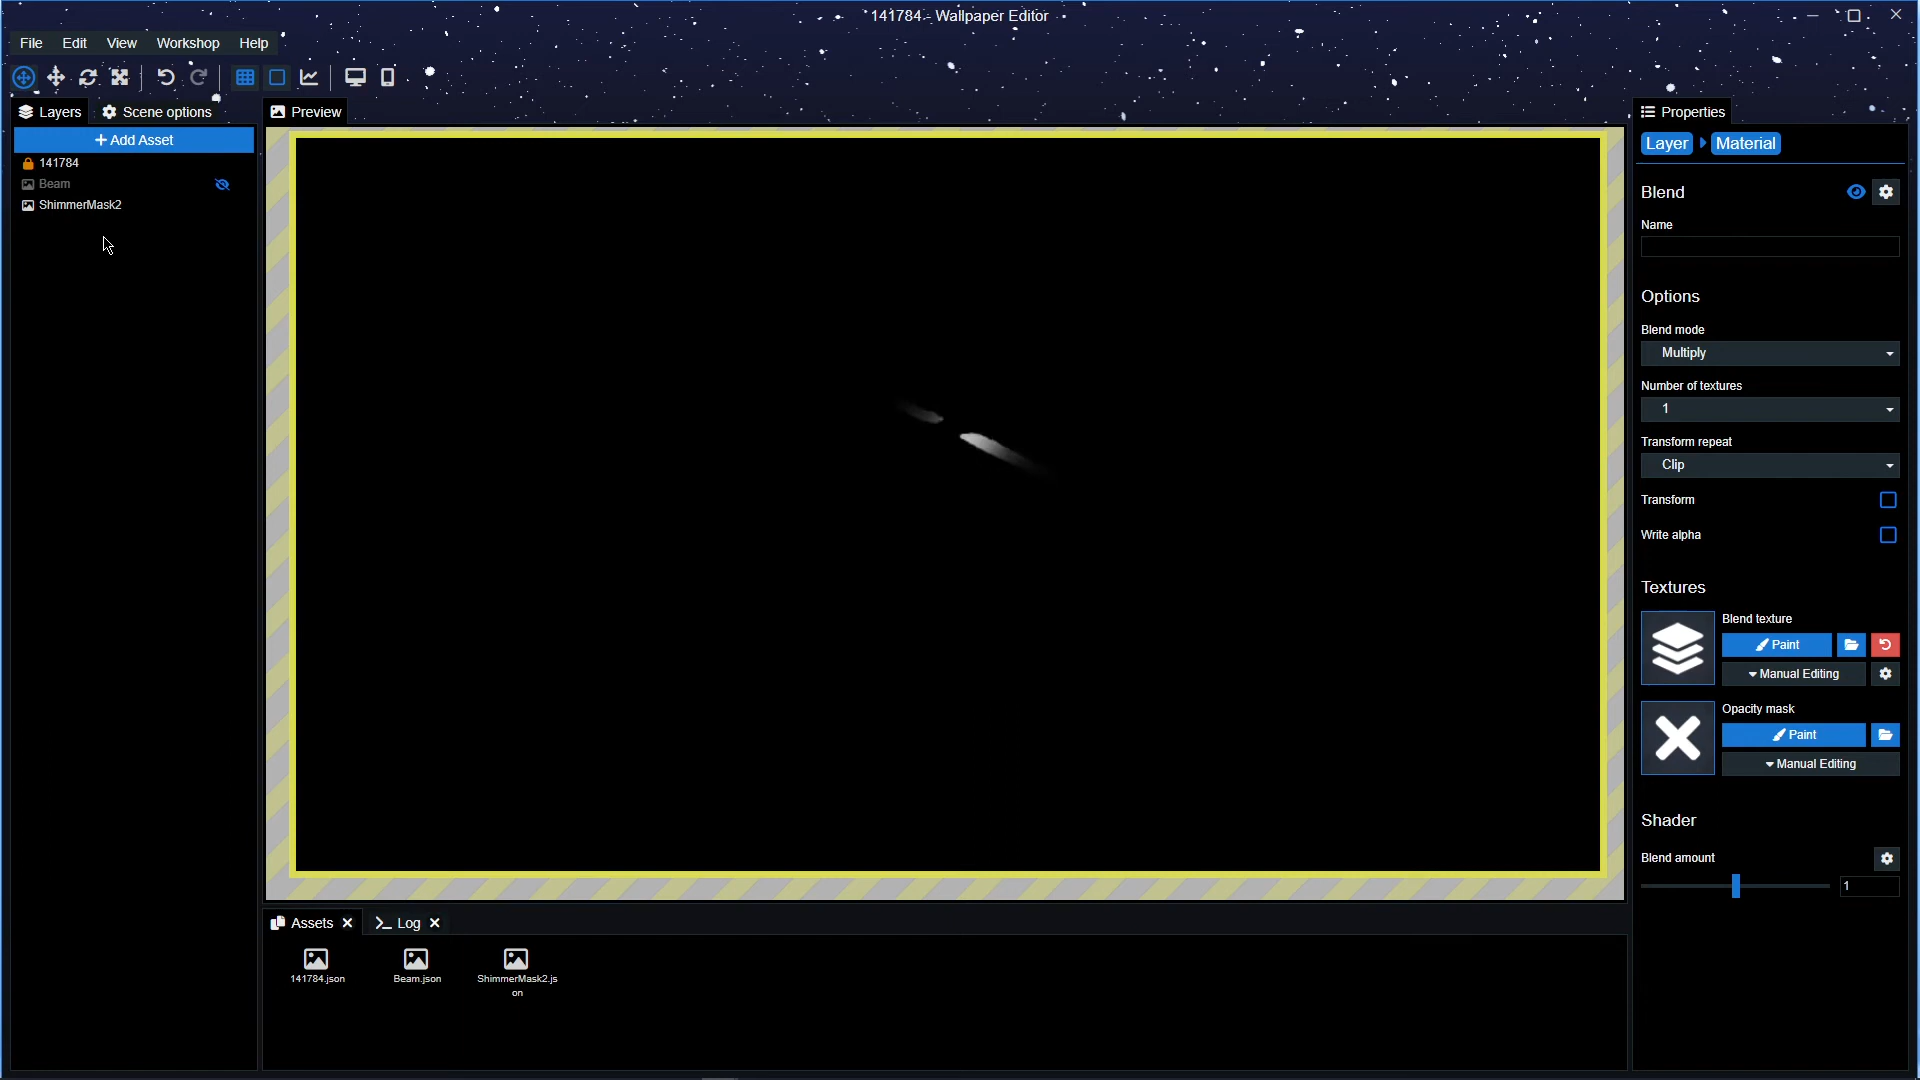 141784 - Wallpaper Editor
File Edit View Workshop Help
Layers Scene options Preview Properties
+ Add Asset
141784
Beam
ShimmerMask2
Layer Material
Blend
Name
Options
Blend mode
Multiply
Number of textures
1
Transform repeat
Clip
Transform
Write alpha
Textures
Blend texture
Paint
Manual Editing
Opacity mask
Paint
Manual Editing
Shader
Blend amount
1
Assets Log
141784.json Beam.json ShimmerMask2.js
on